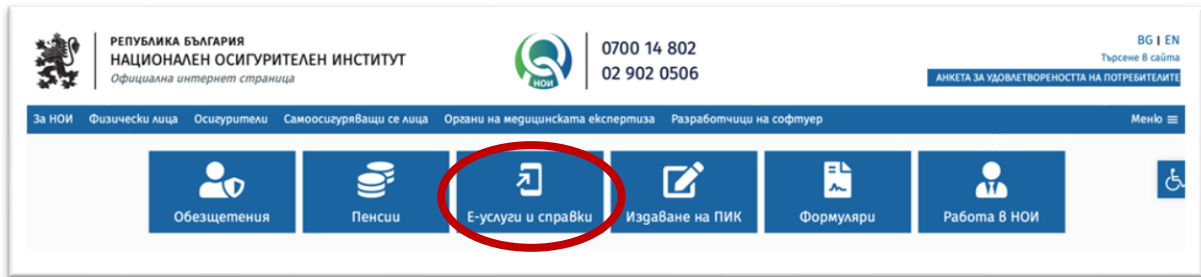 РЕПУБЛИКА БЪЛГАРИЯ
НАЦИОНАЛЕН ОСИГУРИТЕЛЕН ИНСТИТУТ
Официална интернет страница
НОИ
0700 14 802
02 902 0506
BG | EN
Търсене в сайта
АНКЕТА ЗА УДОВЛЕТВОРЕНОСТТА НА ПОТРЕБИТЕЛИТЕ
За НОИ Физически лица Осигурители Самоосигуряващи се лица Органи на медицинската експертиза Разработчици на софтуер Меню
Обезщетения Пенсии Е-услуги и справки Издаване на ПИК Формуляри Работа в НОИ